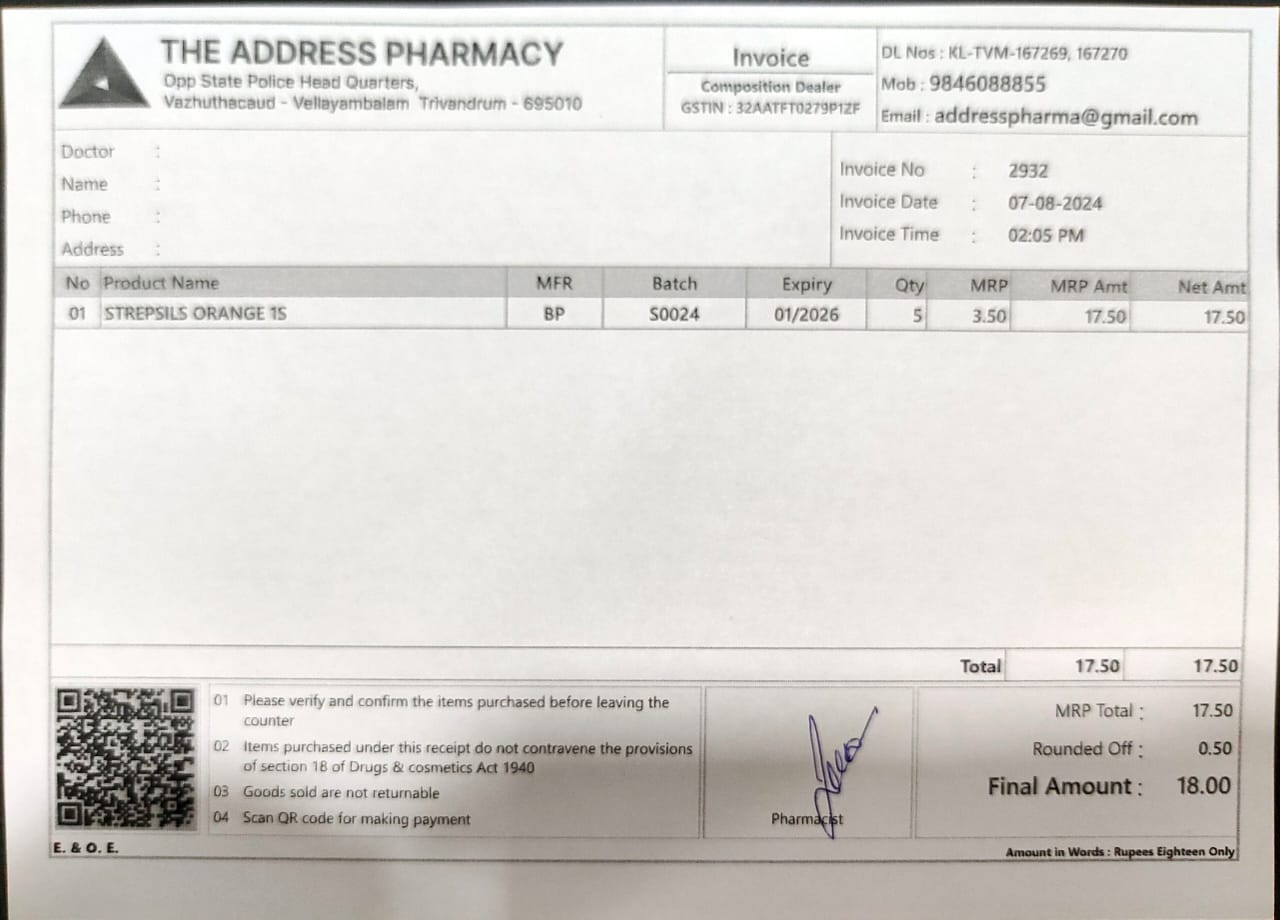 THE ADDRESS PHARMACY
Opp State Police Head Quarters,
Vazhuthacaud - Vellayambalam Trivandrum - 695010
Invoice
Composition Dealer
GSTIN : 32AATFT0279P1ZF
DL Nos : KL-TVM-167269, 167270
Mob : 9846088855
Email : addresspharma@gmail.com
Doctor :
Name :
Phone :
Address :
Invoice No : 2932
Invoice Date : 07-08-2024
Invoice Time : 02:05 PM
No Product Name MFR Batch Expiry Qty MRP MRP Amt Net Amt
01 STREPSILS ORANGE 1S BP S0024 01/2026 5 3.50 17.50 17.50
Total 17.50 17.50
01 Please verify and confirm the items purchased before leaving the
counter
02 Items purchased under this receipt do not contravene the provisions
of section 18 of Drugs & cosmetics Act 1940
03 Goods sold are not returnable
04 Scan QR code for making payment
Pharmacist
MRP Total : 17.50
Rounded Off : 0.50
Final Amount : 18.00
E. & O. E.
Amount in Words : Rupees Eighteen Only